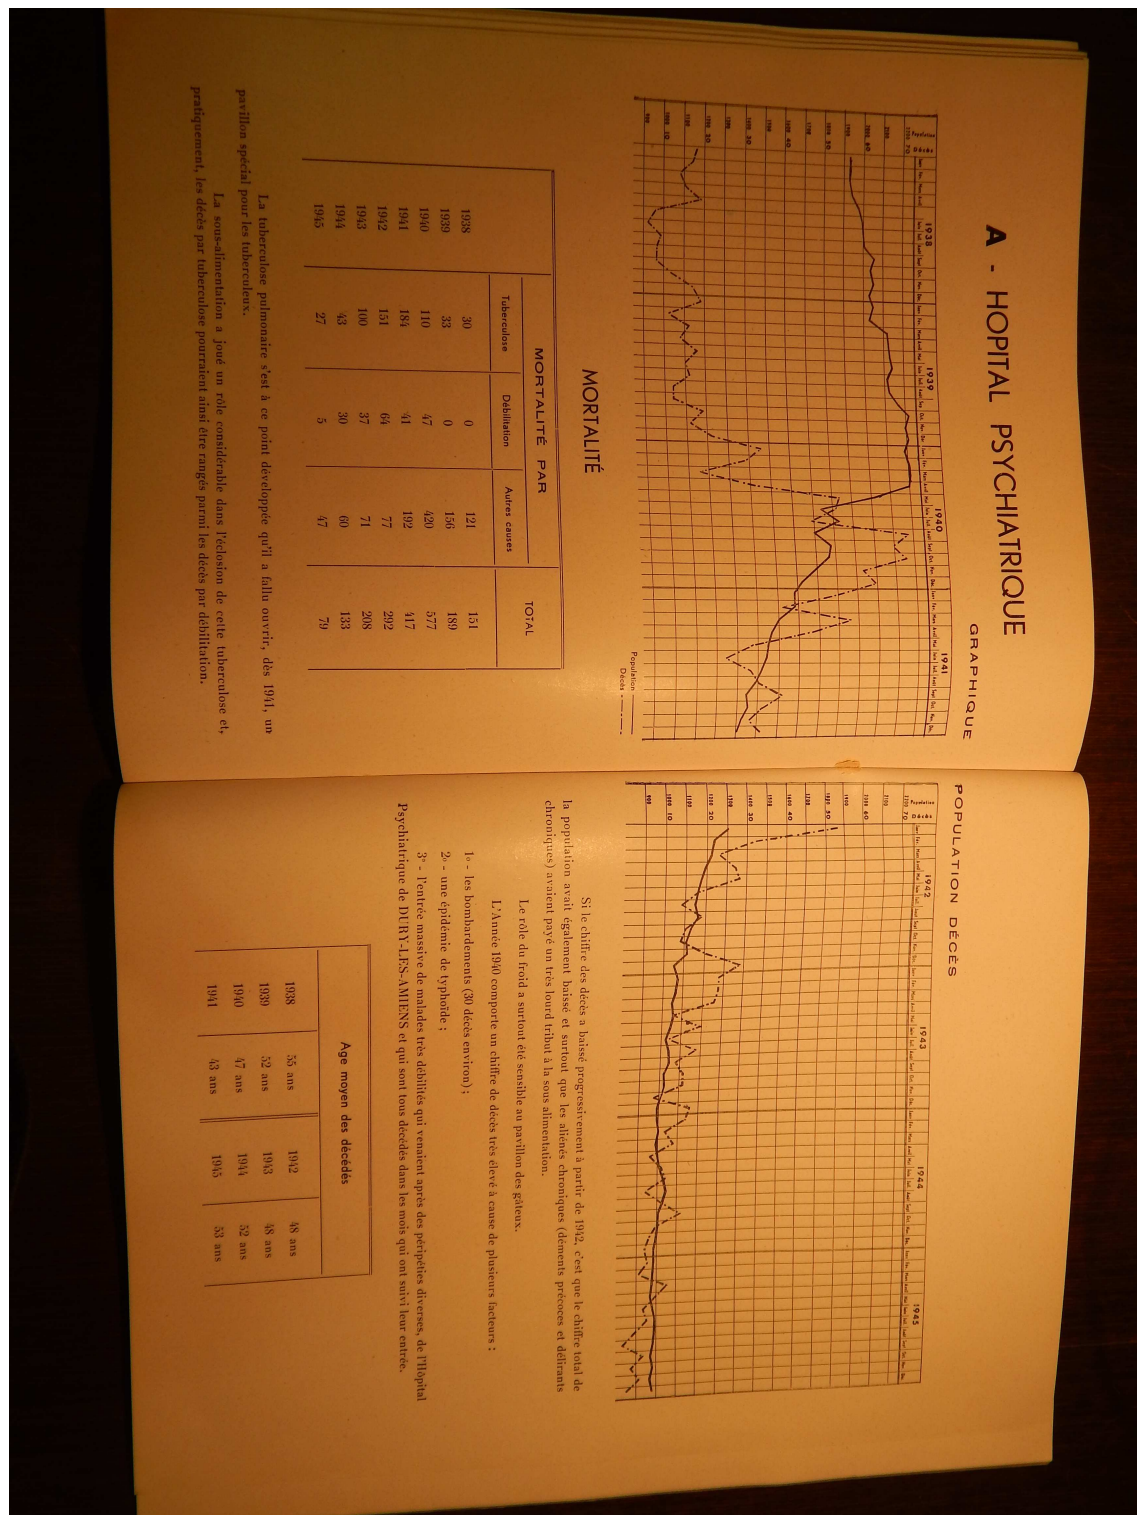 A - HOPITAL PSYCHIATRIQUE
GRAPHIQUE
Population
Décès
1938
1939
1940
1941
Population
Décès
MORTALITÉ
MORTALITÉ PAR
TOTAL
Tuberculose
Débilitation
Autres causes
1938 30 0 121 151
1939 33 0 156 189
1940 110 47 420 577
1941 184 41 192 417
1942 151 64 77 292
1943 100 37 71 208
1944 43 30 60 133
1945 27 5 47 79
La tuberculose pulmonaire s'est à ce point développée qu'il a fallu ouvrir, dès 1941, un
pavillon spécial pour les tuberculeux.
La sous-alimentation a joué un rôle considérable dans l'éclosion de cette tuberculose et,
pratiquement, les décès par tuberculose pourraient ainsi être rangés parmi les décès par débilitation.
POPULATION DÉCÈS
Population
Décès
1942
1943
1944
1945
Si le chiffre des décès a baissé progressivement à partir de 1942, c'est que le chiffre total de
la population avait également baissé et surtout que les aliénés chroniques (déments précoces et délirants
chroniques) avaient payé un très lourd tribut à la sous alimentation.
Le rôle du froid a surtout été sensible au pavillon des gâteux.
L'Année 1940 comporte un chiffre de décès très élevé à cause de plusieurs facteurs :
1º - les bombardements (30 décès environ) ;
2º - une épidémie de typhoïde ;
3º - l'entrée massive de malades très débilités qui venaient après des péripéties diverses, de l'Hôpital
Psychiatrique de DURY-LES-AMIENS et qui sont tous décédés dans les mois qui ont suivi leur entrée.
Age moyen des décédés
1938 55 ans 1942 48 ans
1939 52 ans 1943 48 ans
1940 47 ans 1944 52 ans
1941 43 ans 1945 53 ans